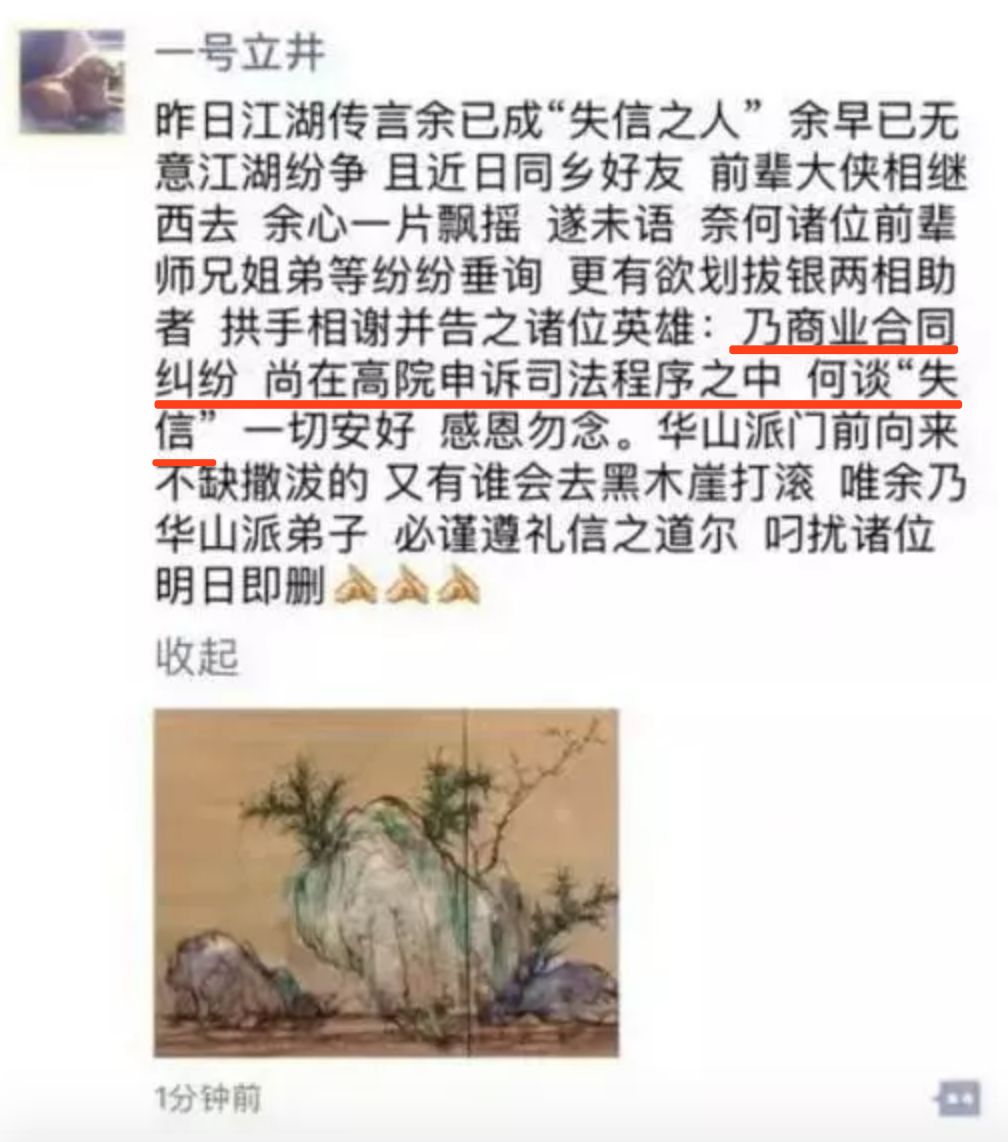 一号立井
昨日江湖传言余已成“失信之人” 余早已无
意江湖纷争 且近日同乡好友 前辈大侠相继
西去 余心一片飘摇 遂未语 奈何诸位前辈
师兄姐弟等纷纷垂询 更有欲划拔银两相助
者 拱手相谢并告之诸位英雄：乃商业合同
纠纷 尚在高院申诉司法程序之中 何谈“失
信” 一切安好 感恩勿念。华山派门前向来
不缺撒泼的 又有谁会去黑木崖打滚 唯余乃
华山派弟子 必谨遵礼信之道尔 叼扰诸位
明日即删
收起
1分钟前